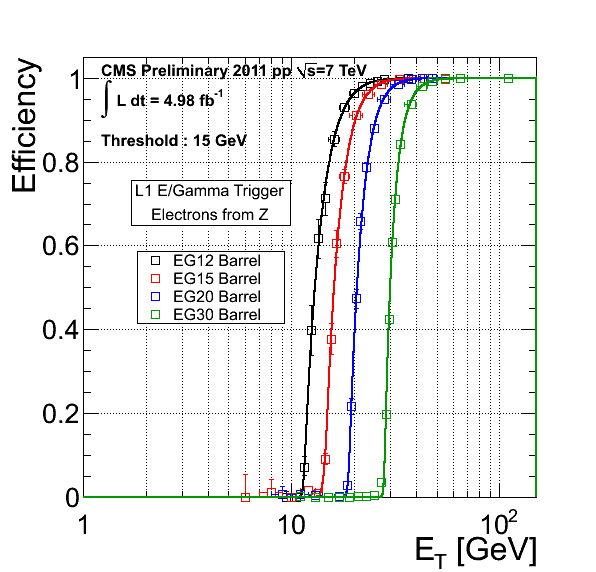 CMS Preliminary 2011 pp √s=7 TeV
∫ L dt = 4.98 fb⁻¹
Threshold : 15 GeV
L1 E/Gamma Trigger
Electrons from Z
EG12 Barrel
EG15 Barrel
EG20 Barrel
EG30 Barrel
Efficiency
1
0.8
0.6
0.4
0.2
0
1
10
10²
E_T [GeV]